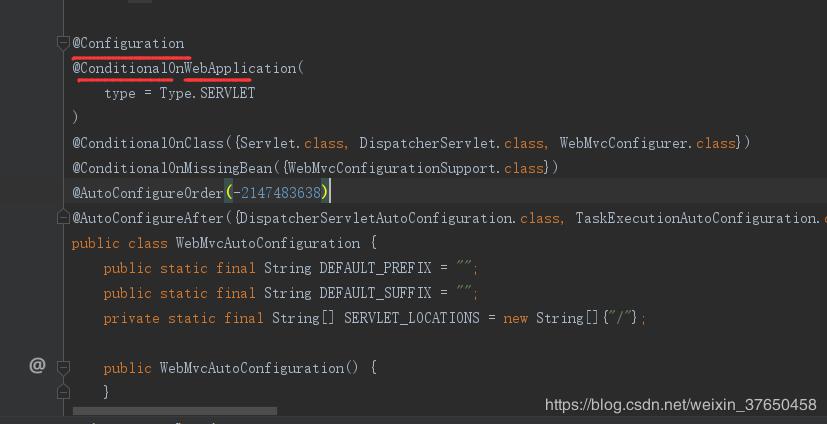 @Configuration
@ConditionalOnWebApplication(
type = Type.SERVLET
)
@ConditionalOnClass({Servlet.class, DispatcherServlet.class, WebMvcConfigurer.class})
@ConditionalOnMissingBean({WebMvcConfigurationSupport.class})
@AutoConfigureOrder(-2147483638)
@AutoConfigureAfter({DispatcherServletAutoConfiguration.class, TaskExecutionAutoConfiguration.c
public class WebMvcAutoConfiguration {
public static final String DEFAULT_PREFIX = "";
public static final String DEFAULT_SUFFIX = "";
private static final String[] SERVLET_LOCATIONS = new String[]{"/"};
@
public WebMvcAutoConfiguration() {
}
https://blog.csdn.net/weixin_37650458